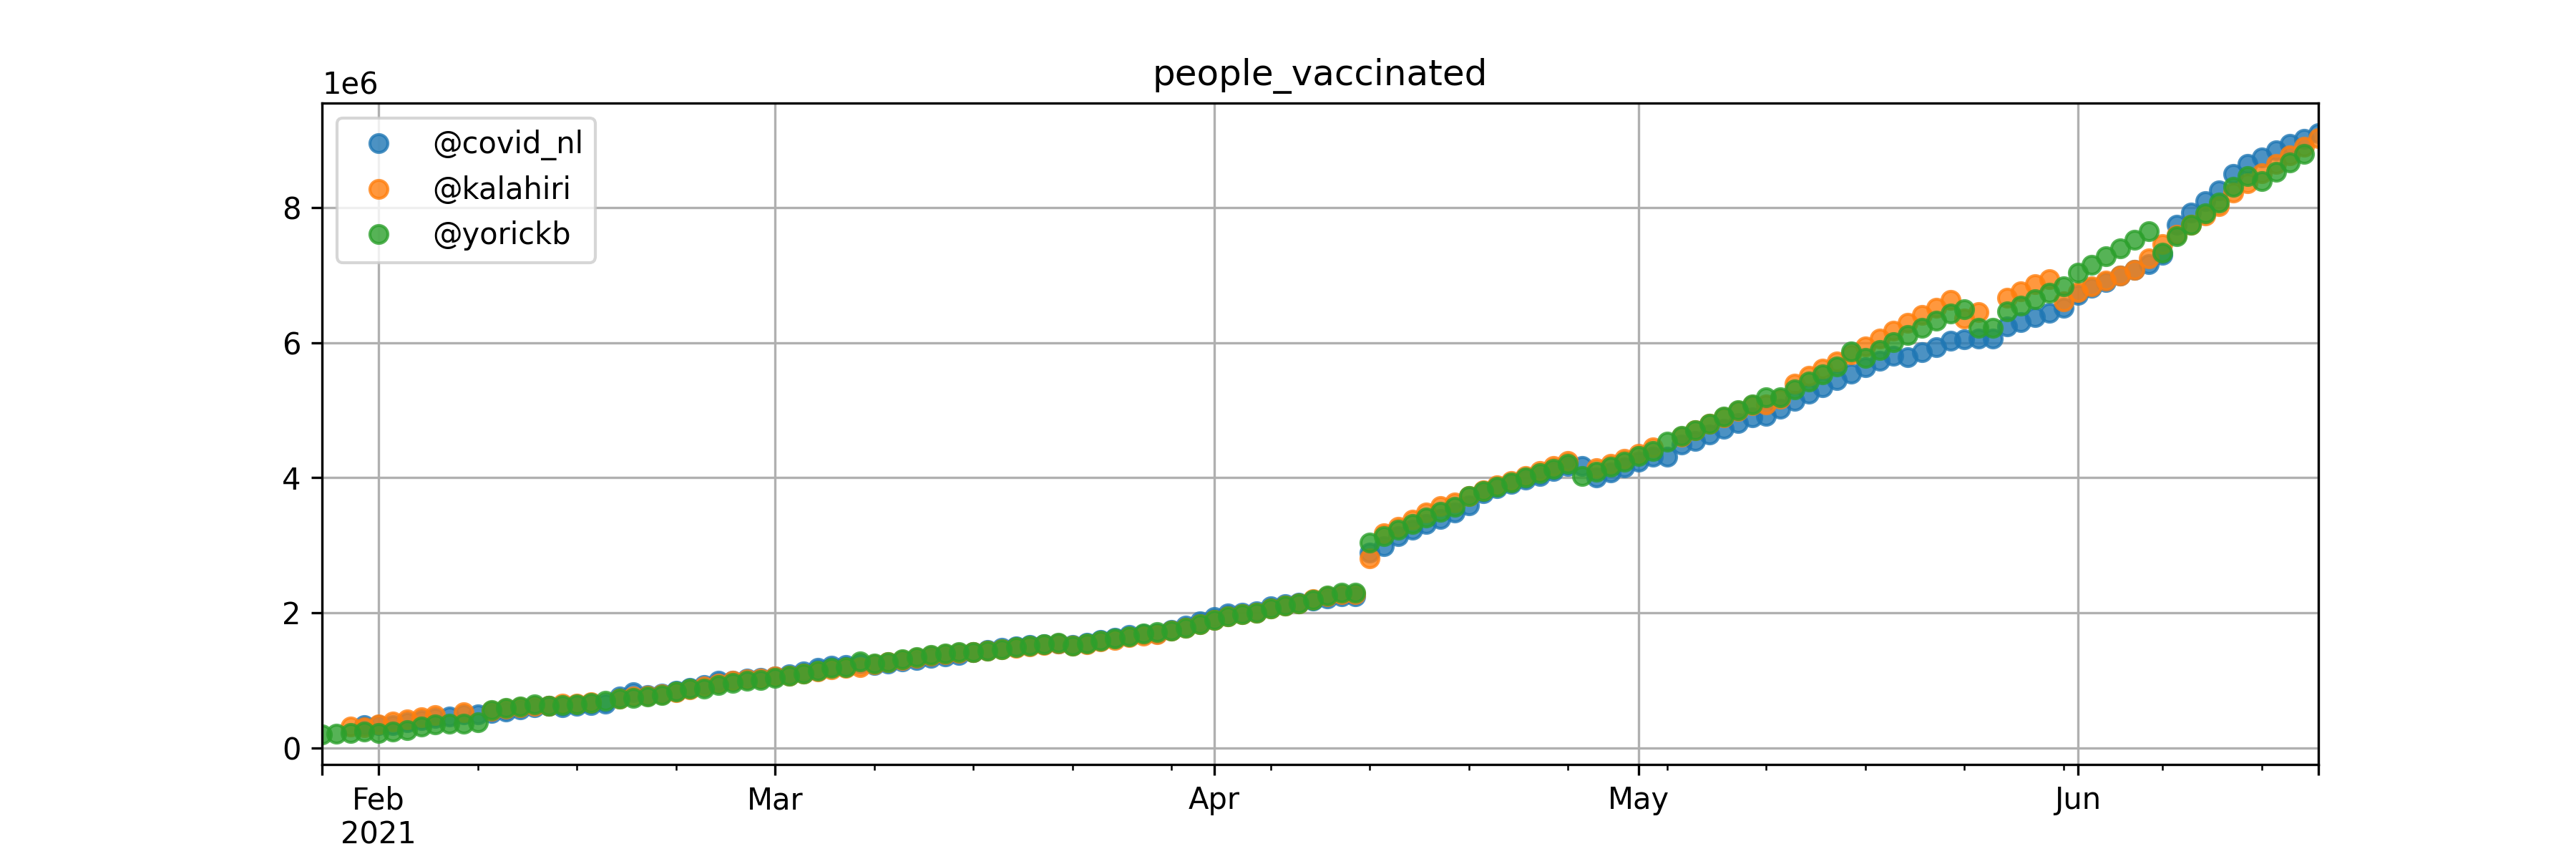 people_vaccinated
1e6
@covid_nl
@kalahiri
@yorickb
8
6
4
2
0
Feb
2021
Mar
Apr
May
Jun